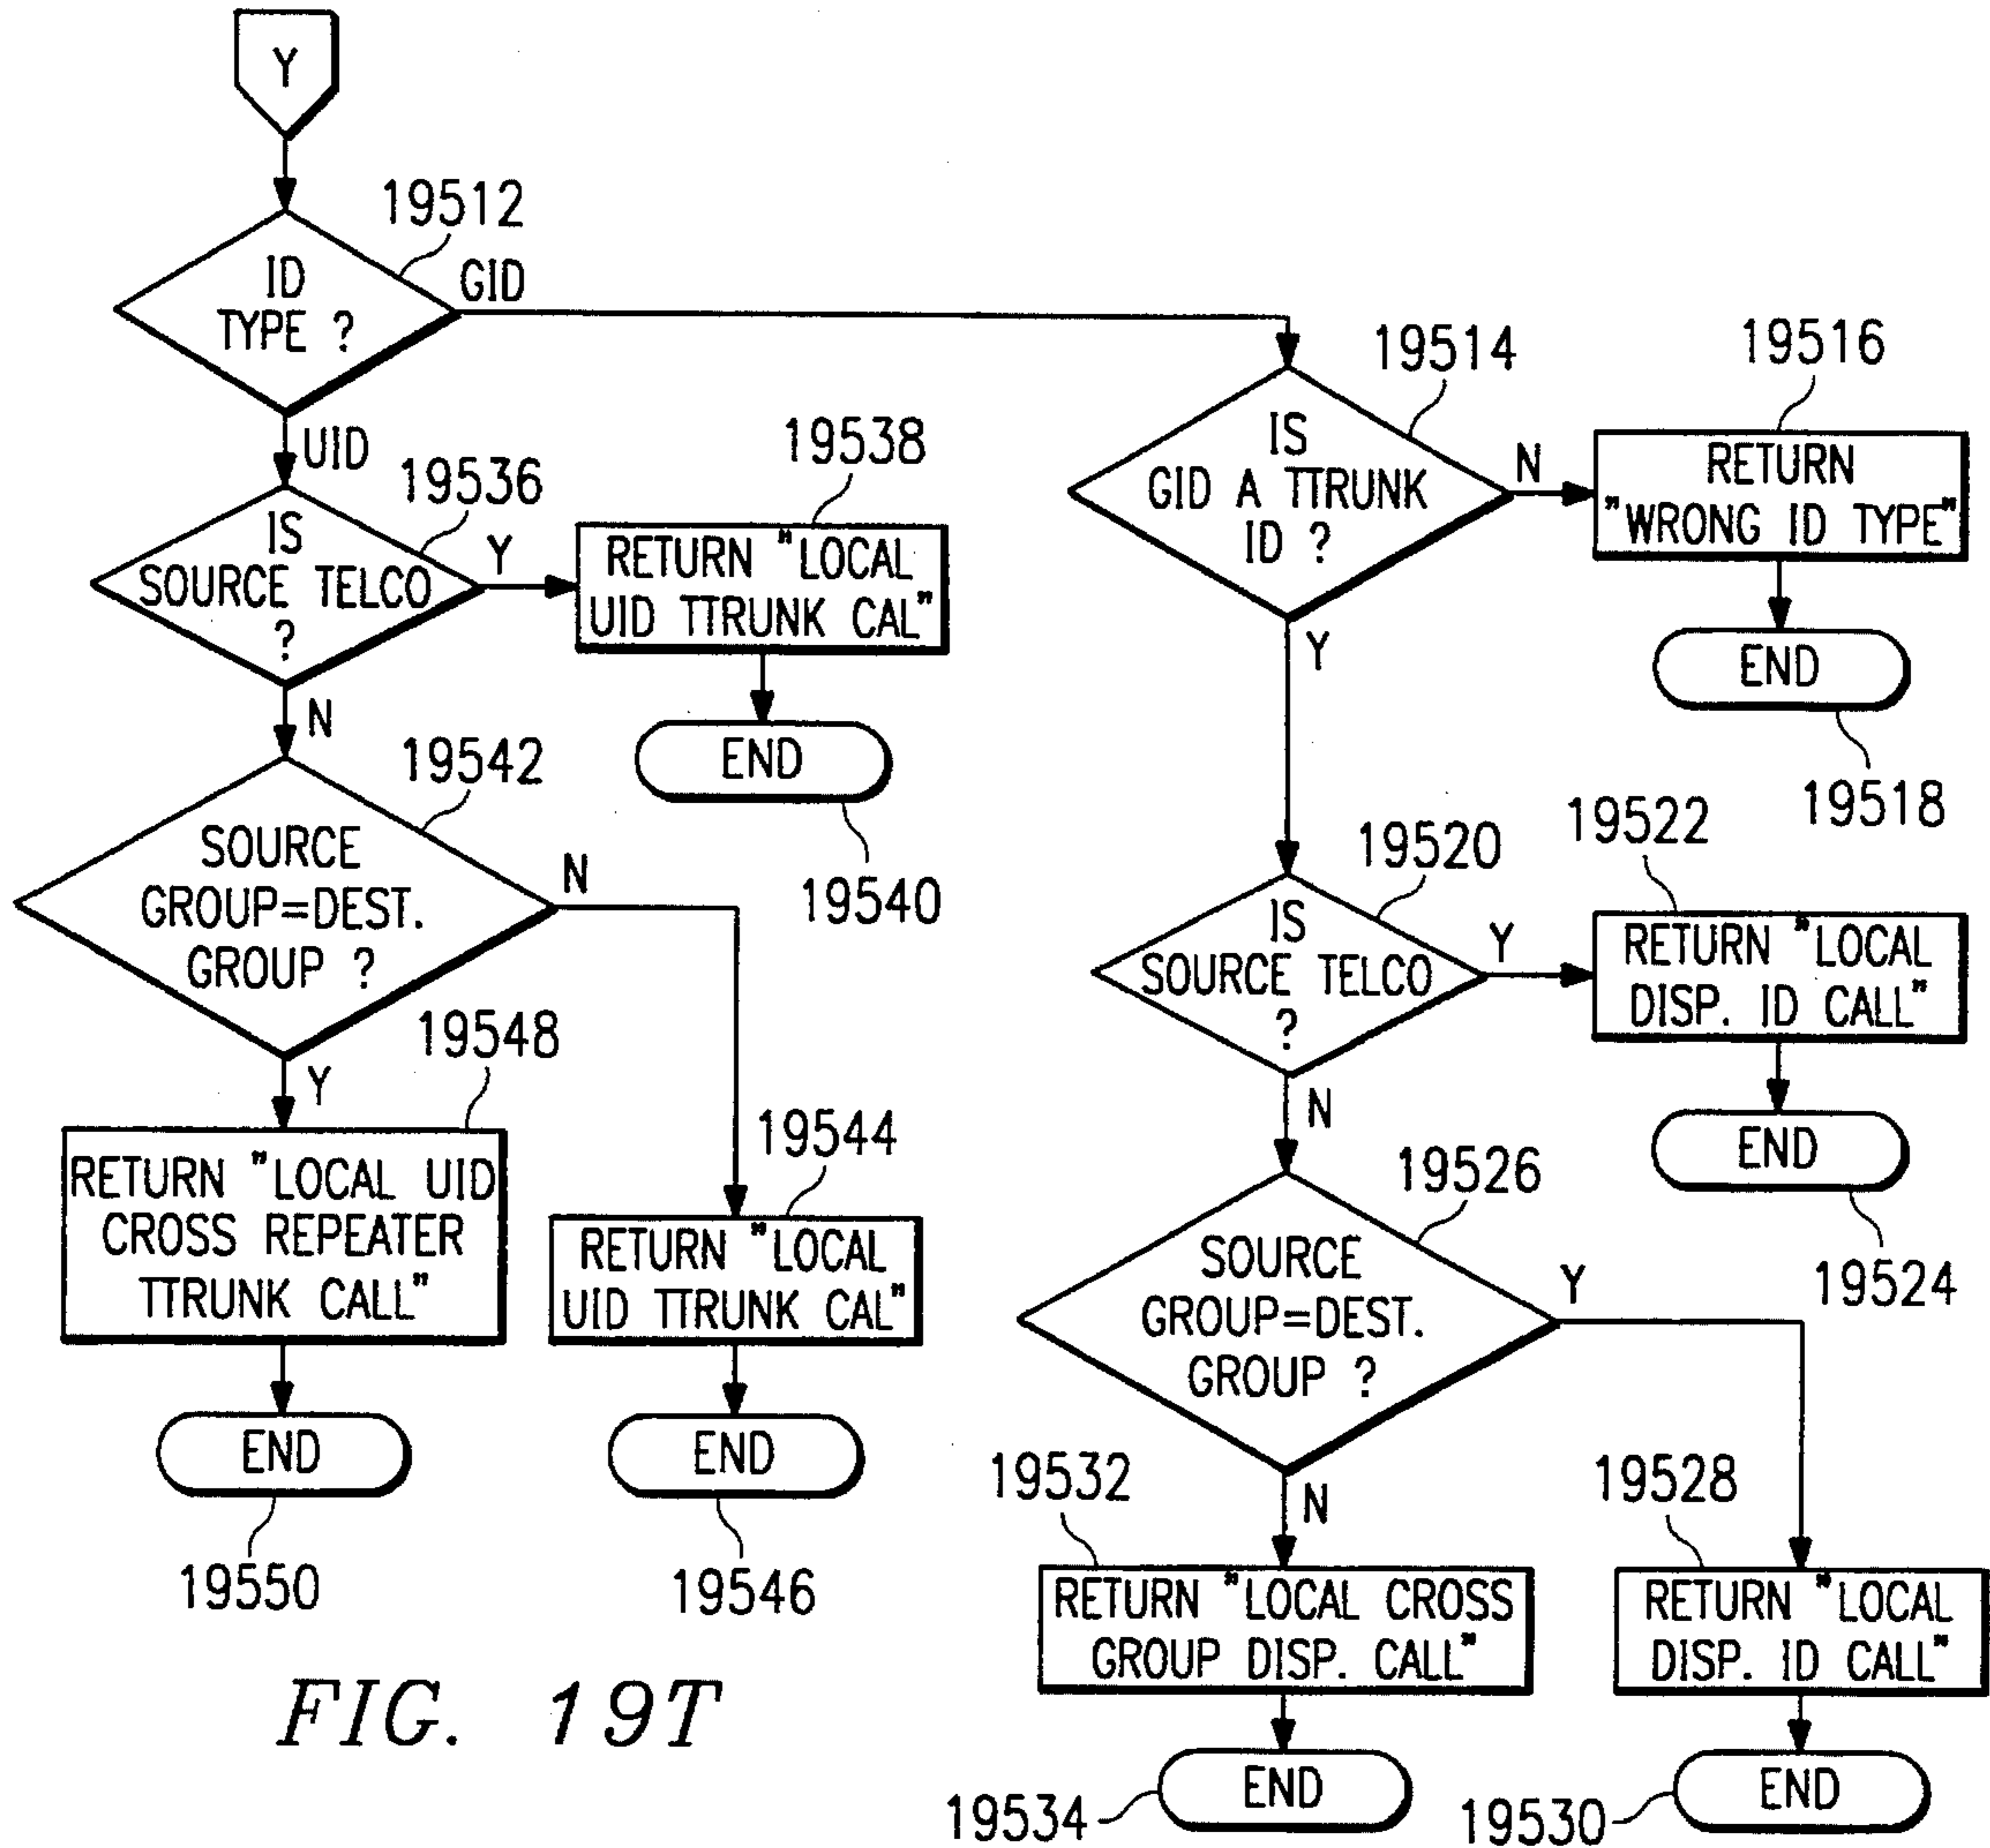 Y
19512
ID
TYPE ?
GID
UID
19514
IS
GID A TTRUNK
ID ?
N
Y
19516
RETURN
"WRONG ID TYPE"
END
19518
19536
IS
SOURCE TELCO
?
Y
N
19538
RETURN "LOCAL
UID TTRUNK CAL"
END
19540
19542
SOURCE
GROUP=DEST.
GROUP ?
N
Y
19548
RETURN "LOCAL UID
CROSS REPEATER
TTRUNK CALL"
END
19550
19544
RETURN "LOCAL
UID TTRUNK CAL"
END
19546
19520
IS
SOURCE TELCO
?
Y
N
19522
RETURN "LOCAL
DISP. ID CALL"
END
19524
19526
SOURCE
GROUP=DEST.
GROUP ?
Y
N
19532
RETURN "LOCAL CROSS
GROUP DISP. CALL"
END
19534
19528
RETURN "LOCAL
DISP. ID CALL"
END
19530
FIG. 19T